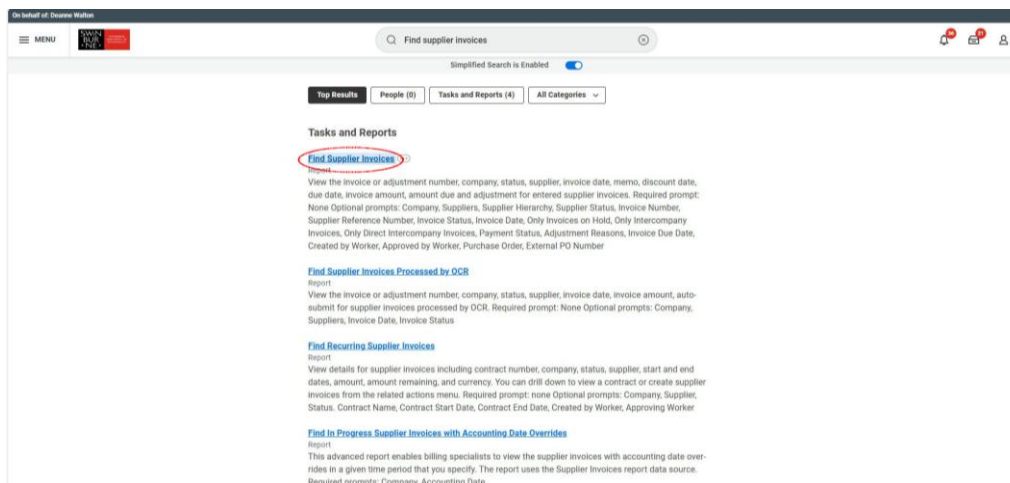 On behalf of: Deanne Walton
MENU
SWIN
BUR
NE
Find supplier invoices
Simplified Search is Enabled
Top Results
People (0)
Tasks and Reports (4)
All Categories
Tasks and Reports
Find Supplier Invoices
Report
View the invoice or adjustment number, company, status, supplier, invoice date, memo, discount date,
due date, invoice amount, amount due and adjustment for entered supplier invoices. Required prompt:
None Optional prompts: Company, Suppliers, Supplier Hierarchy, Supplier Status, Invoice Number,
Supplier Reference Number, Invoice Status, Invoice Date, Only Invoices on Hold, Only Intercompany
Invoices, Only Direct Intercompany Invoices, Payment Status, Adjustment Reasons, Invoice Due Date,
Created by Worker, Approved by Worker, Purchase Order, External PO Number
Find Supplier Invoices Processed by OCR
Report
View the invoice or adjustment number, company, status, supplier, invoice date, invoice amount, auto-
submit for supplier invoices processed by OCR. Required prompt: None Optional prompts: Company,
Suppliers, Invoice Date, Invoice Status
Find Recurring Supplier Invoices
Report
View details for supplier invoices including contract number, company, status, supplier, start and end
dates, amount, amount remaining, and currency. You can drill down to view a contract or create supplier
invoices from the related actions menu. Required prompt: none Optional prompts: Company, Supplier,
Status. Contract Name, Contract Start Date, Contract End Date, Created by Worker, Approving Worker
Find In Progress Supplier Invoices with Accounting Date Overrides
Report
This advanced report enables billing specialists to view the supplier invoices with accounting date over-
rides in a given time period that you specify. The report uses the Supplier Invoices report data source.
Required prompts: Company, Accounting Date